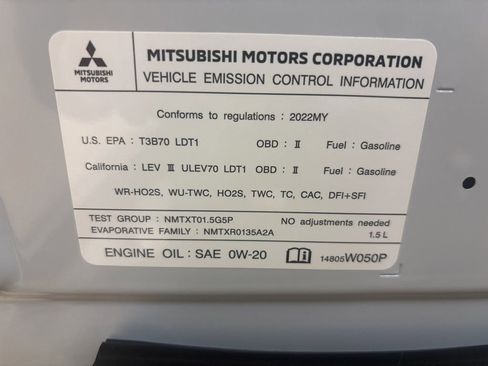 MITSUBISHI MOTORS
MITSUBISHI MOTORS CORPORATION
VEHICLE EMISSION CONTROL INFORMATION
Conforms to regulations : 2022MY
U.S. EPA : T3B70 LDT1 OBD : Ⅱ Fuel : Gasoline
California : LEV Ⅲ ULEV70 LDT1 OBD : Ⅱ Fuel : Gasoline
WR-HO2S, WU-TWC, HO2S, TWC, TC, CAC, DFI+SFI
TEST GROUP : NMTXT01.5G5P NO adjustments needed
EVAPORATIVE FAMILY : NMTXR0135A2A 1.5 L
ENGINE OIL : SAE 0W-20 14805W050P